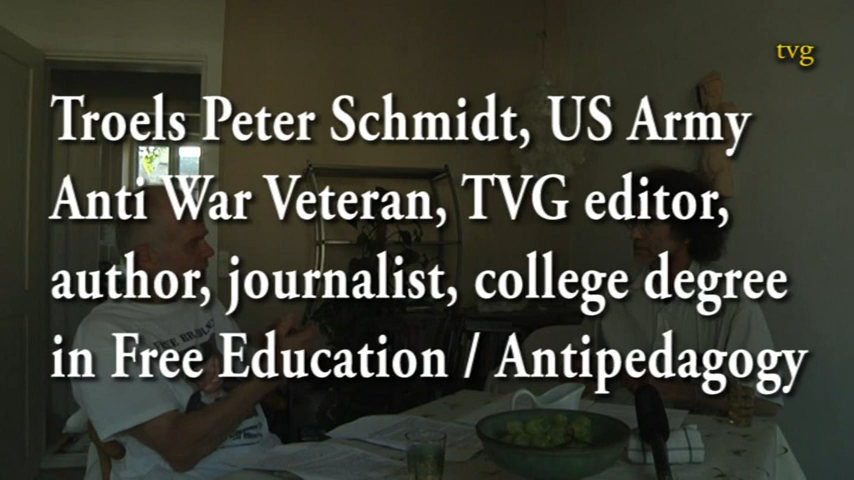 tvg
Troels Peter Schmidt, US Army
Anti War Veteran, TVG editor,
author, journalist, college degree
in Free Education / Antipedagogy